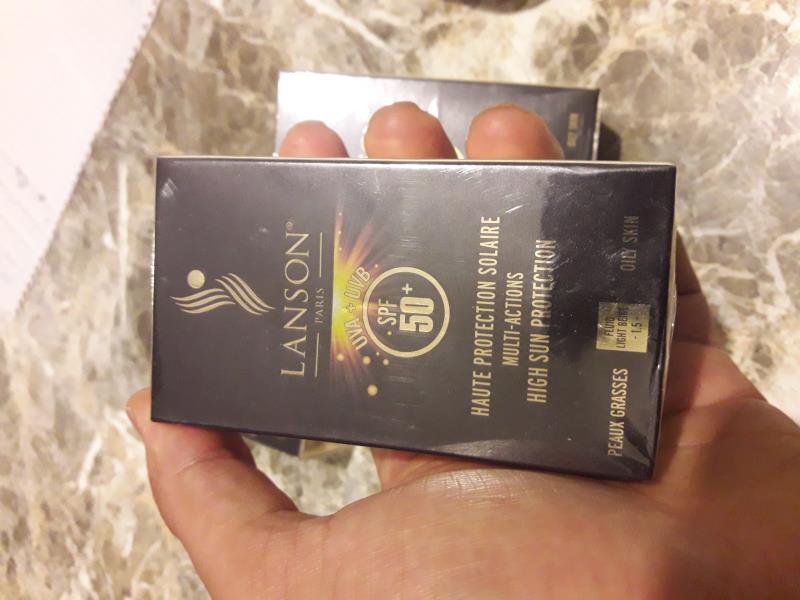 LANSON®
PARIS
UVA + UVB
SPF
50+
HAUTE PROTECTION SOLAIRE
MULTI-ACTIONS
HIGH SUN PROTECTION
FLUID
LIGHT BEIGE
- 1.5 -
PEAUX GRASSES
OILY SKIN